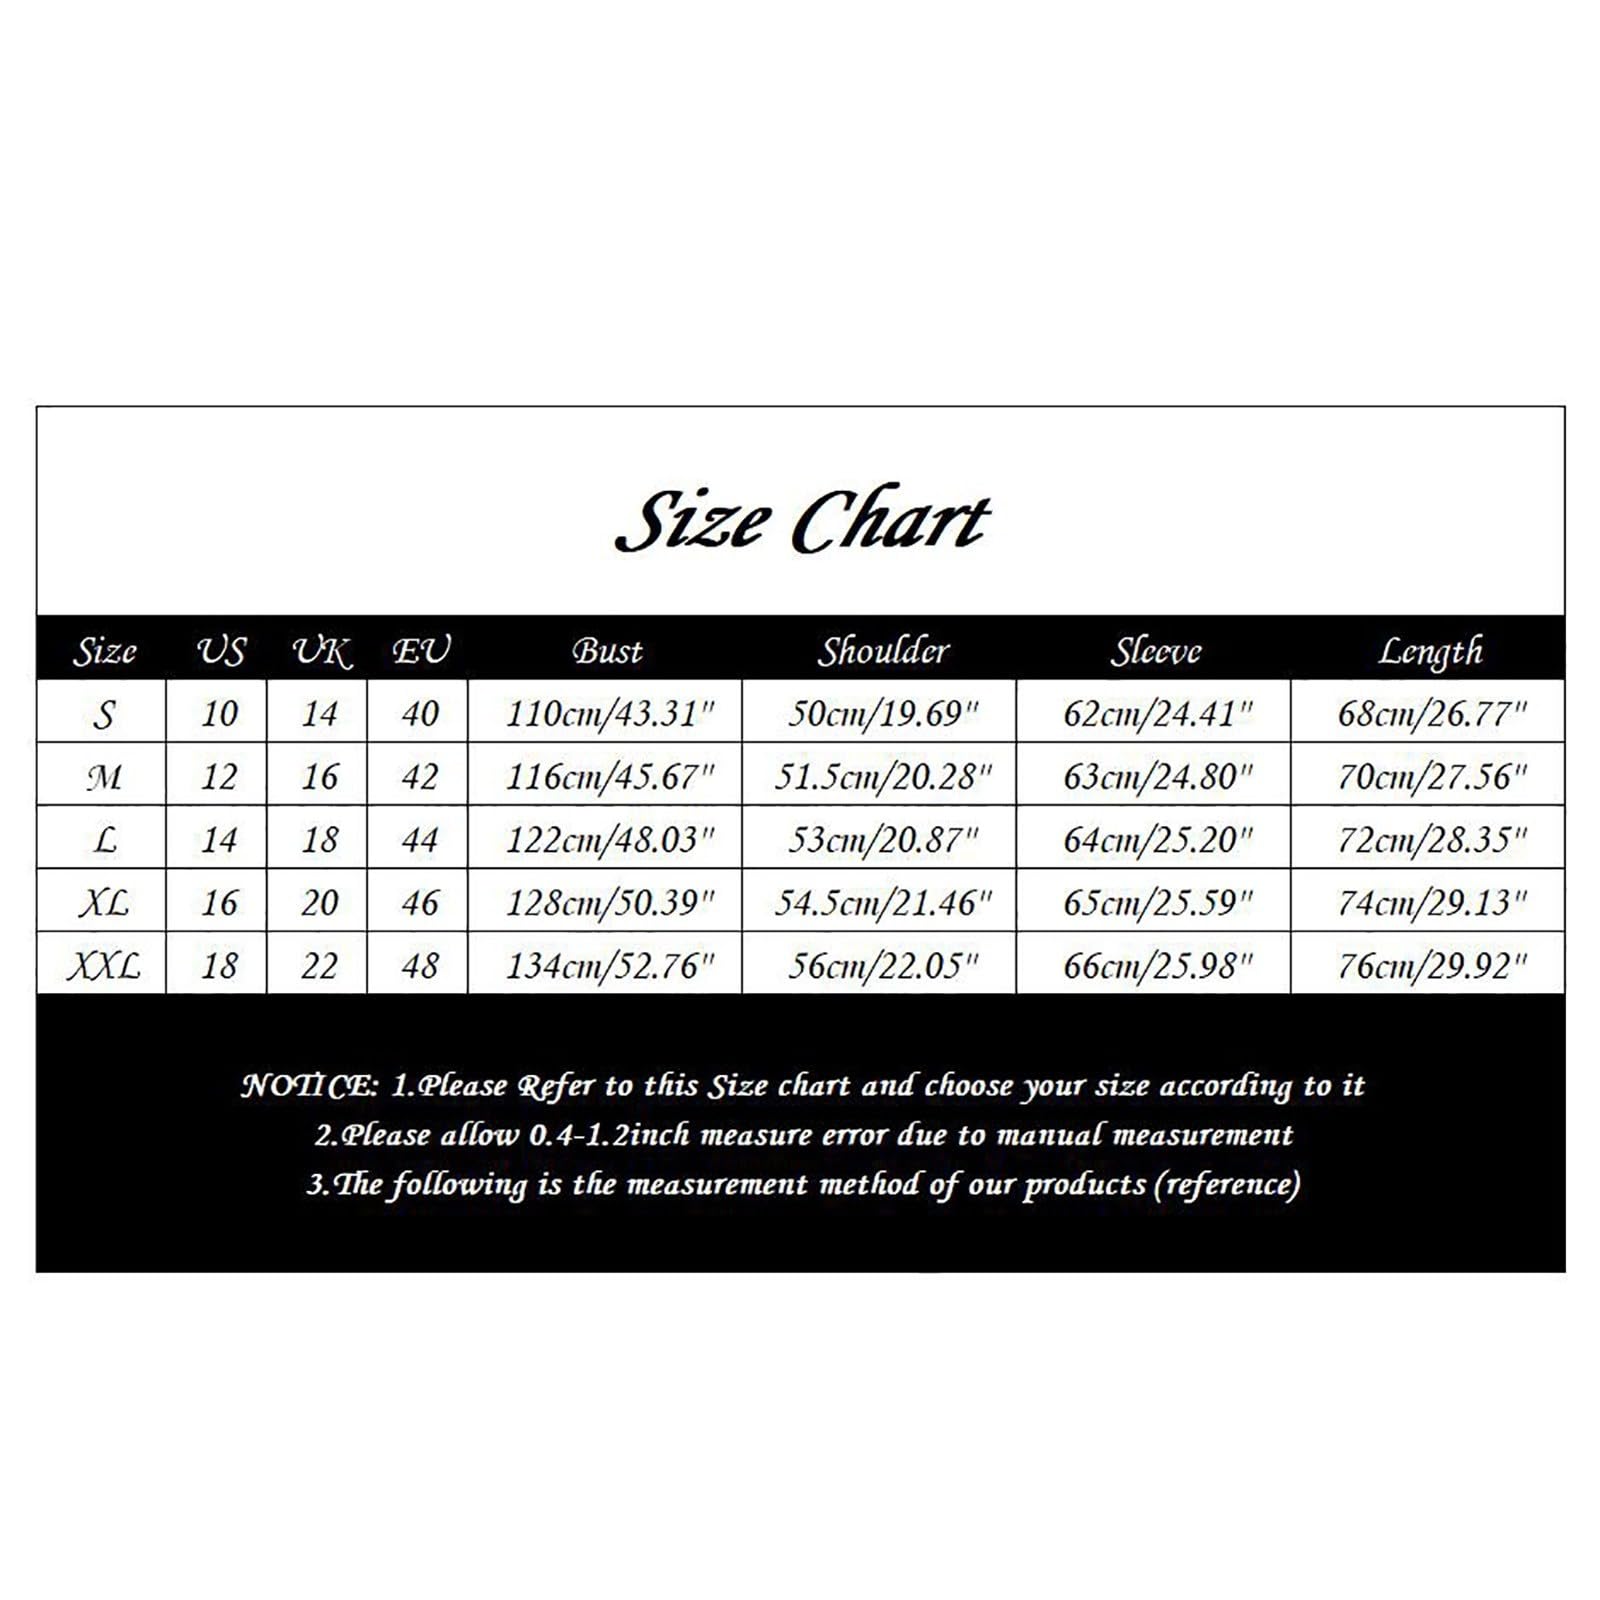 Size Chart
Size US UK EU Bust Shoulder Sleeve Length
S 10 14 40 110cm/43.31" 50cm/19.69" 62cm/24.41" 68cm/26.77"
M 12 16 42 116cm/45.67" 51.5cm/20.28" 63cm/24.80" 70cm/27.56"
L 14 18 44 122cm/48.03" 53cm/20.87" 64cm/25.20" 72cm/28.35"
XL 16 20 46 128cm/50.39" 54.5cm/21.46" 65cm/25.59" 74cm/29.13"
XXL 18 22 48 134cm/52.76" 56cm/22.05" 66cm/25.98" 76cm/29.92"
NOTICE: 1.Please Refer to this Size chart and choose your size according to it
2.Please allow 0.4-1.2inch measure error due to manual measurement
3.The following is the measurement method of our products (reference)